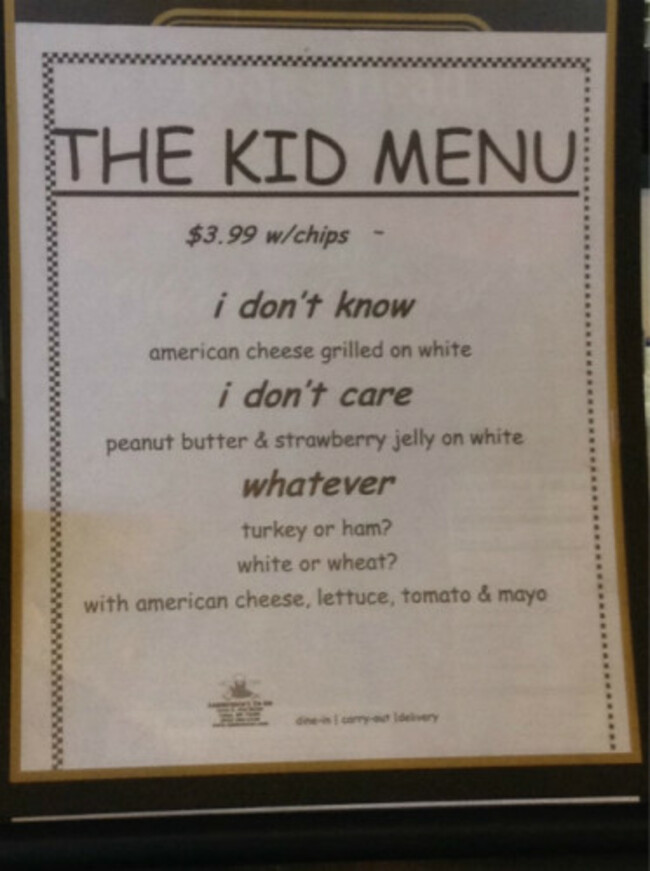 THE KID MENU
$3.99 w/chips ~
i don't know
american cheese grilled on white
i don't care
peanut butter & strawberry jelly on white
whatever
turkey or ham?
white or wheat?
with american cheese, lettuce, tomato & mayo
dine-in | carry-out | delivery